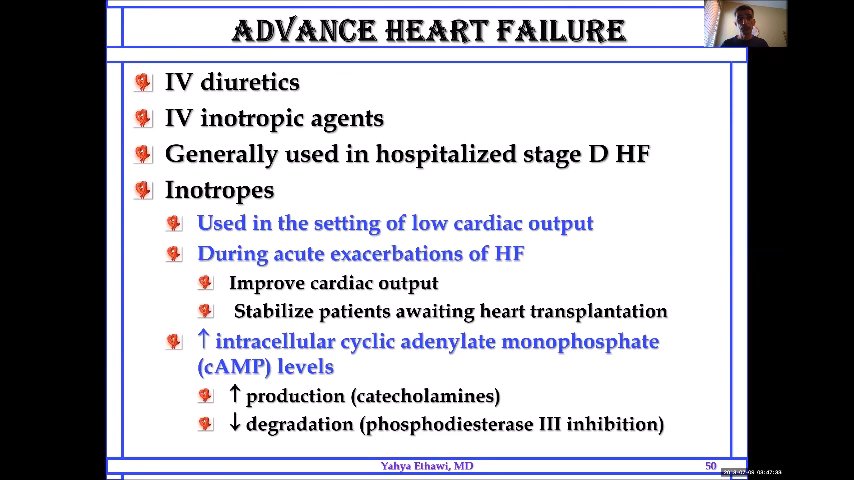 ADVANCE HEART FAILURE
IV diuretics
IV inotropic agents
Generally used in hospitalized stage D HF
Inotropes
Used in the setting of low cardiac output
During acute exacerbations of HF
Improve cardiac output
Stabilize patients awaiting heart transplantation
↑ intracellular cyclic adenylate monophosphate
(cAMP) levels
↑ production (catecholamines)
↓ degradation (phosphodiesterase III inhibition)
Yahya Ethawi, MD
50